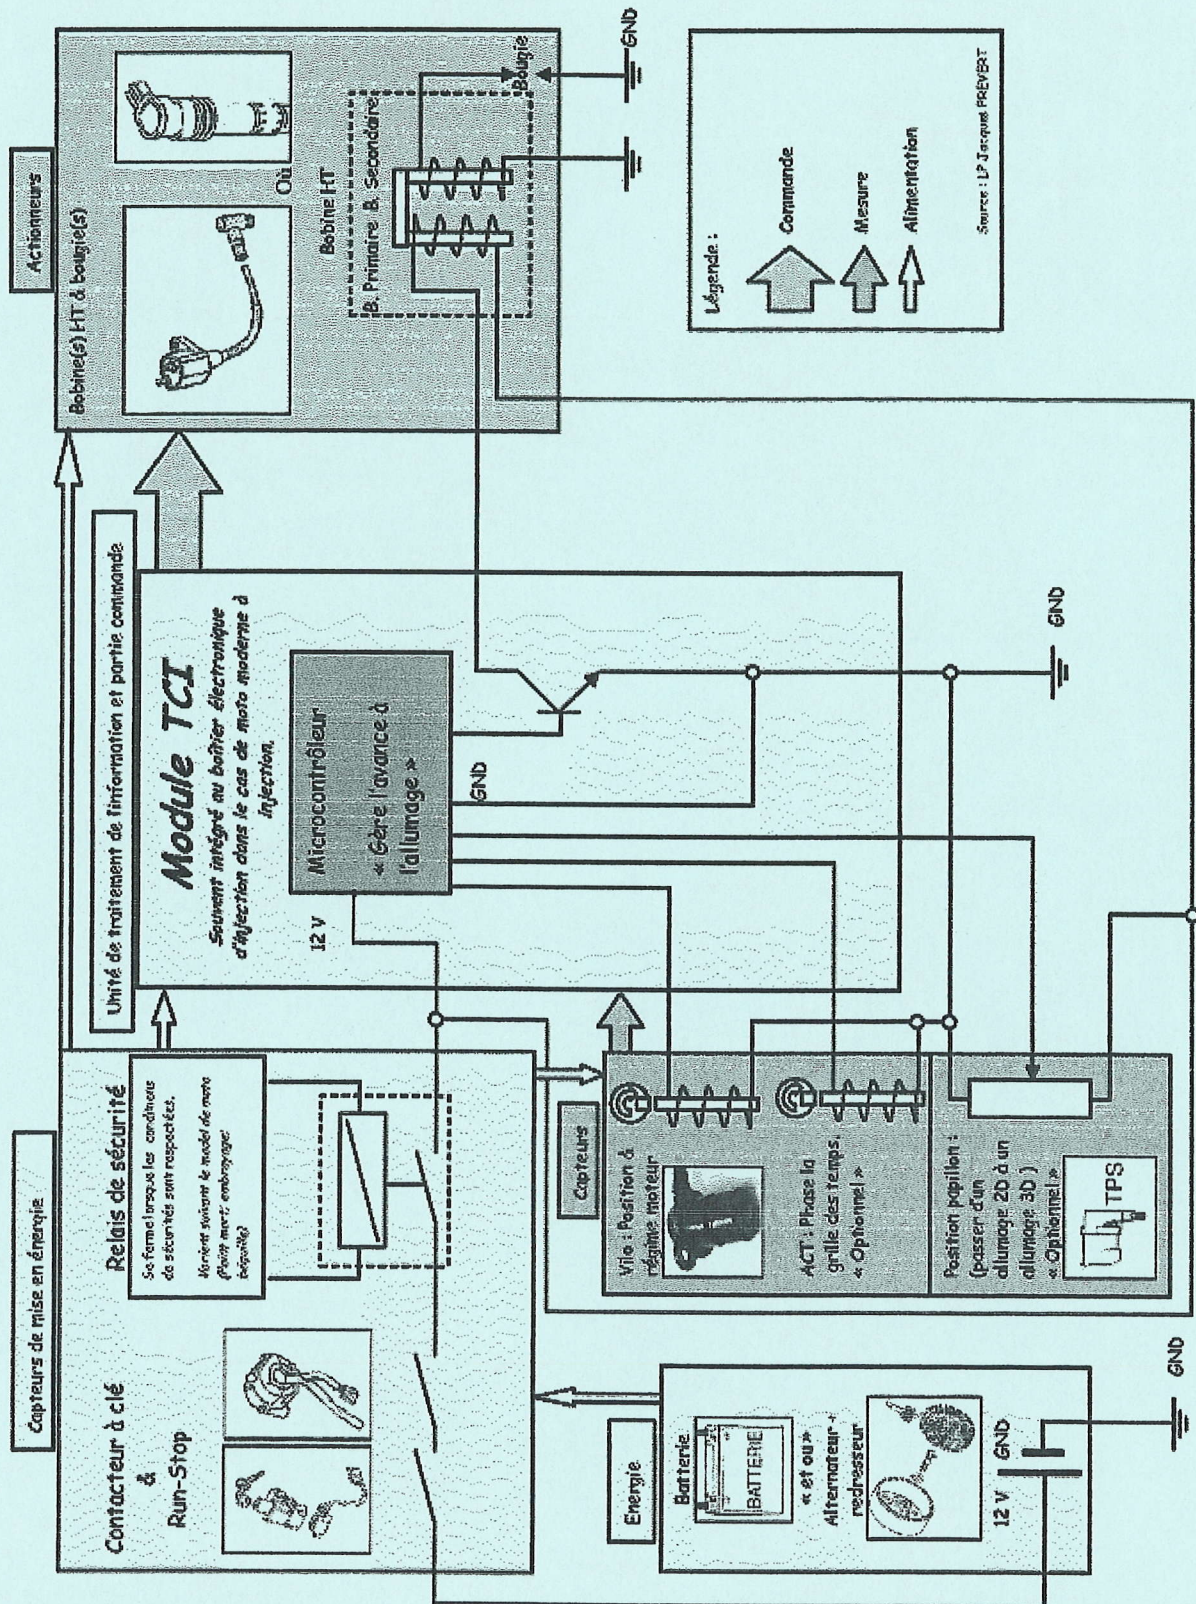 Capteurs de mise en énergie
Contacteur à clé
&
Run-Stop
Relais de sécurité
Se ferme lorsque les conditions
de sécurités sont respectées.
Varient suivant le model de moto
(Point mort; embrayage;
béquille)
Energie
Batterie
BATTERIE
« et ou »
Alternateur +
redresseur
12 V
GND
GND
Capteurs
Vilo : Position &
régime moteur
ACT : Phase la
grille des temps.
« Optionnel »
Position papillon :
(passer d'un
allumage 2D à un
allumage 3D )
« Optionnel »
TPS
Unité de traitement de l'information et partie commande
Module TCI
Souvent intégré au boîtier électronique
d'injection dans le cas de moto moderne à
injection.
12 V
Microcontrôleur
« Gère l'avance à
l'allumage »
GND
GND
Actionneurs
Bobine(s) HT & bougie(s)
Où
Bobine HT
B. Primaire B. Secondaire
Bougie
GND
Légende :
Commande
Mesure
Alimentation
Source : LP Jacques PREVERT